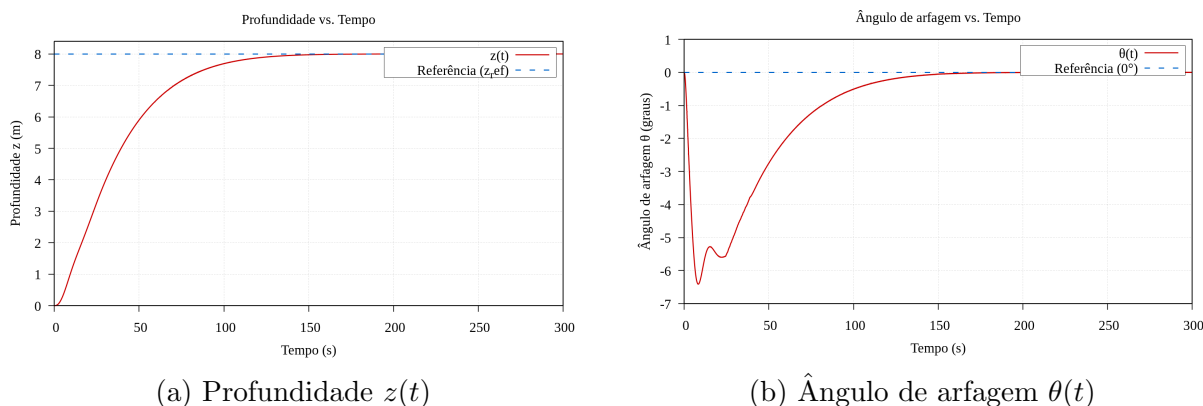 Profundidade vs. Tempo
Profundidade z (m)
8
7
6
5
4
3
2
1
0
z(t)
Referência (z_ref)
0 50 100 150 200 250 300
Tempo (s)
(a) Profundidade z(t)
Ângulo de arfagem vs. Tempo
Ângulo de arfagem θ (graus)
1
0
-1
-2
-3
-4
-5
-6
-7
θ(t)
Referência (0°)
0 50 100 150 200 250 300
Tempo (s)
(b) Ângulo de arfagem θ(t)